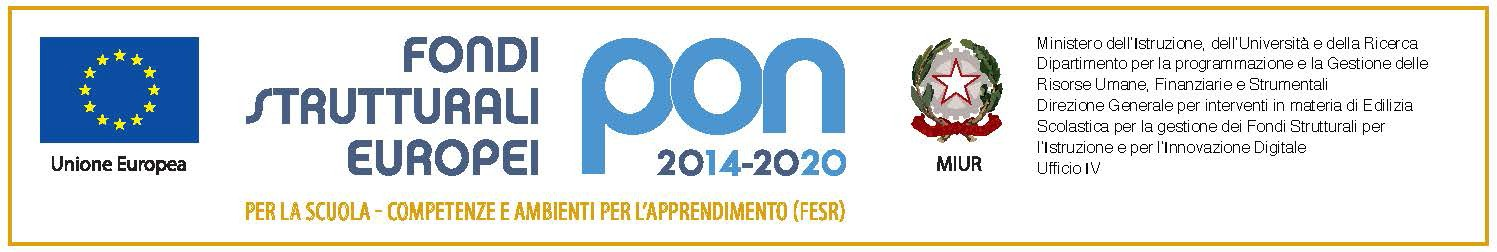 Unione Europea
FONDI
STRUTTURALI
EUROPEI
pon
2014-2020
PER LA SCUOLA - COMPETENZE E AMBIENTI PER L'APPRENDIMENTO (FESR)
MIUR
Ministero dell'Istruzione, dell'Università e della Ricerca
Dipartimento per la programmazione e la Gestione delle
Risorse Umane, Finanziarie e Strumentali
Direzione Generale per interventi in materia di Edilizia
Scolastica per la gestione dei Fondi Strutturali per
l'Istruzione e per l'Innovazione Digitale
Ufficio IV